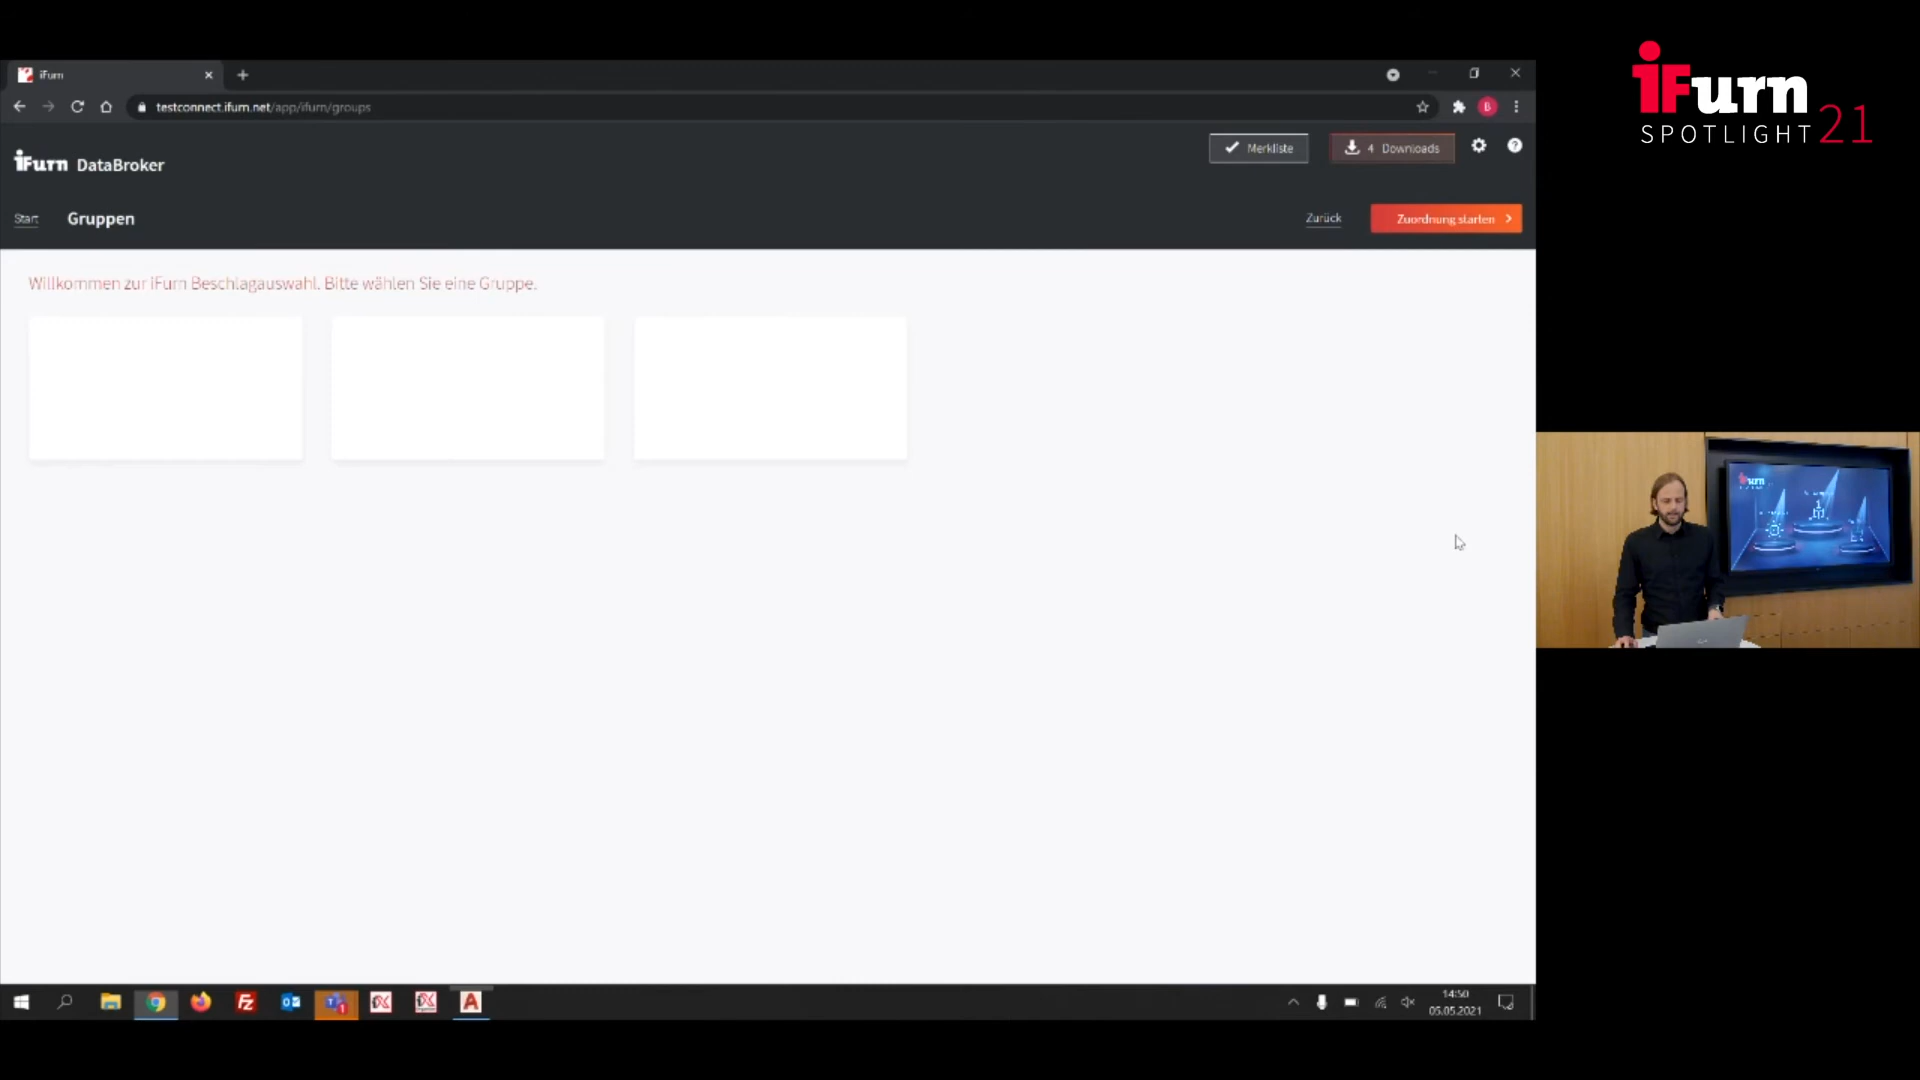 iFurn
testconnect.ifurn.net/app/ifurn/groups
B
iFurn DataBroker
Merkliste
4 Downloads
Start
Gruppen
Zurück
Zuordnung starten
Willkommen zur iFurn Beschlagauswahl. Bitte wählen Sie eine Gruppe.
14:50
05.05.2021
iFurn
SPOTLIGHT 21
iFurn